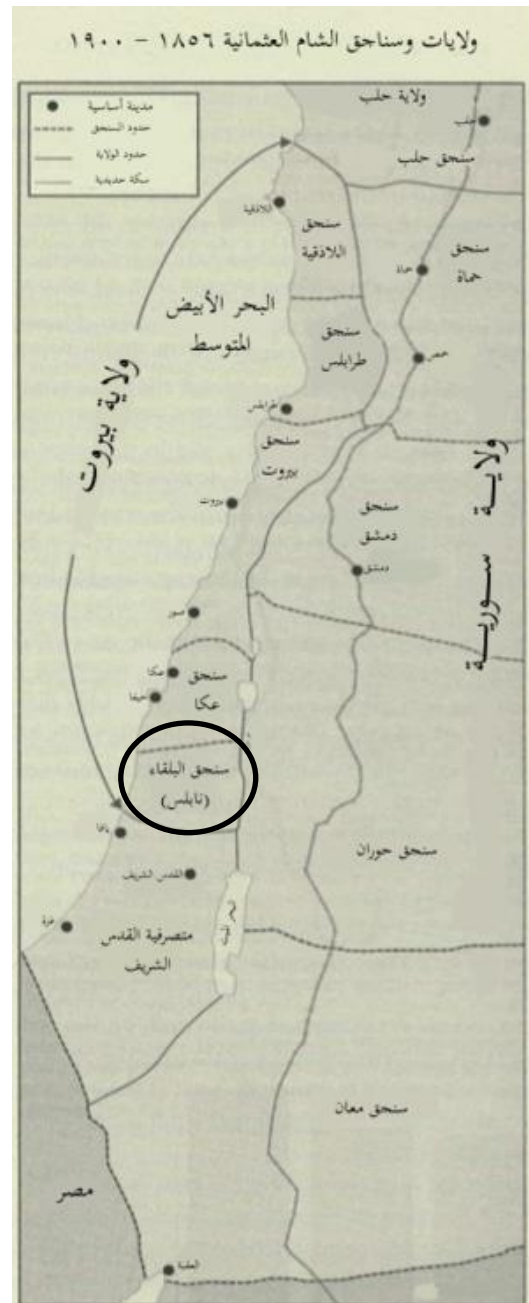 ولايات وسناجق الشام العثمانية ١٨٥٦ – ١٩٠٠
مدينة أساسية
حدود السنجق
حدود الولاية
سكة حديدية
ولاية حلب
حلب
سنجق حلب
اللاذقية
سنجق
اللاذقية
سنجق
حماة
حماة
البحر الأبيض
المتوسط
سنجق
طرابلس
حمص
ولاية بيروت
طرابلس
سنجق
بيروت
بيروت
ولاية سورية
سنجق
دمشق
دمشق
صور
عكا
سنجق
عكا
حيفا
سنجق البلقاء
(نابلس)
يافا
سنجق حوران
القدس الشريف
البحر الميت
غزة
متصرفية القدس
الشريف
سنجق معان
مصر
العقبة